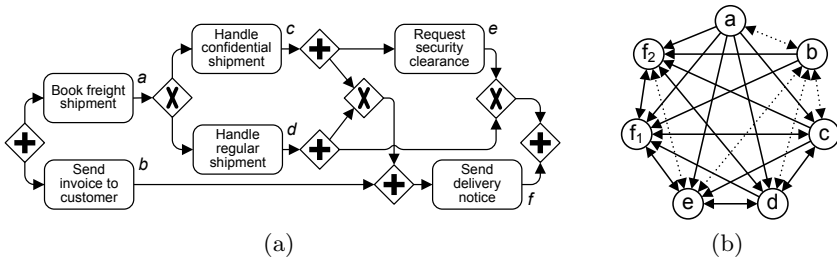 Handle
confidential
shipment
c
Request
security
clearance
e
Book freight
shipment
a
Handle
regular
shipment
d
Send
invoice to
customer
b
Send
delivery
notice
f
(a)
a
f2
b
f1
c
e
d
(b)